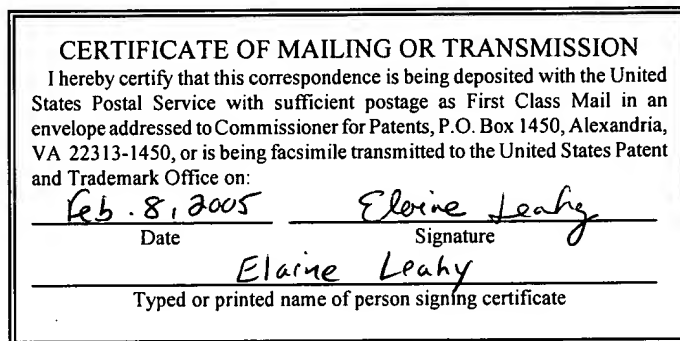 CERTIFICATE OF MAILING OR TRANSMISSION
I hereby certify that this correspondence is being deposited with the United
States Postal Service with sufficient postage as First Class Mail in an
envelope addressed to Commissioner for Patents, P.O. Box 1450, Alexandria,
VA 22313-1450, or is being facsimile transmitted to the United States Patent
and Trademark Office on:
Feb. 8, 2005 Elaine Leahy
Date Signature
Elaine Leahy
Typed or printed name of person signing certificate